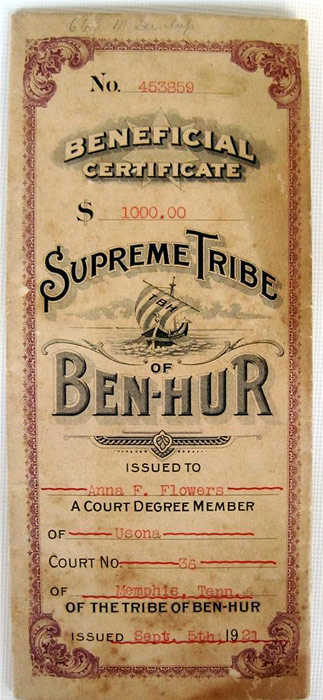 No. 453859
BENEFICIAL
CERTIFICATE
$ 1000.00
SUPREME TRIBE
TBH
OF
BEN-HUR
ISSUED TO
Anna F. Flowers
A COURT DEGREE MEMBER
OF Usona
COURT NO. 36
OF Memphis, Tenn.
OF THE TRIBE OF BEN-HUR
ISSUED Sept. 5th, 1921